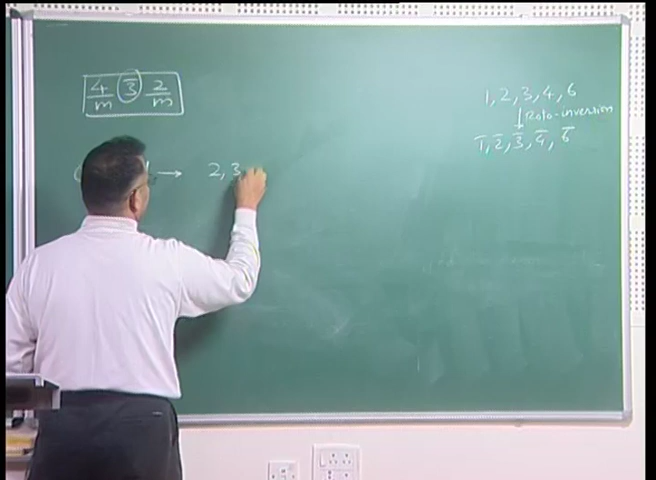 4/m 3̅ 2/m
1, 2, 3, 4, 6
↓ Roto-inversion
1̅, 2̅, 3̅, 4̅, 6̅
→ 2, 3